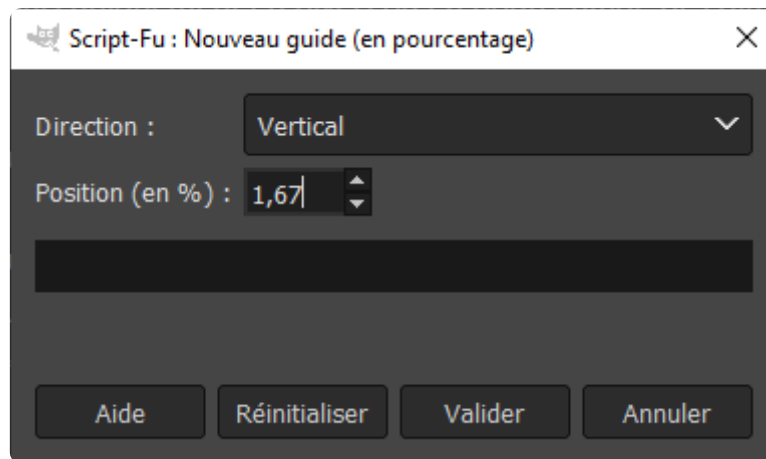 Script-Fu : Nouveau guide (en pourcentage)
Direction : Vertical
Position (en %) : 1,67
Aide Réinitialiser Valider Annuler